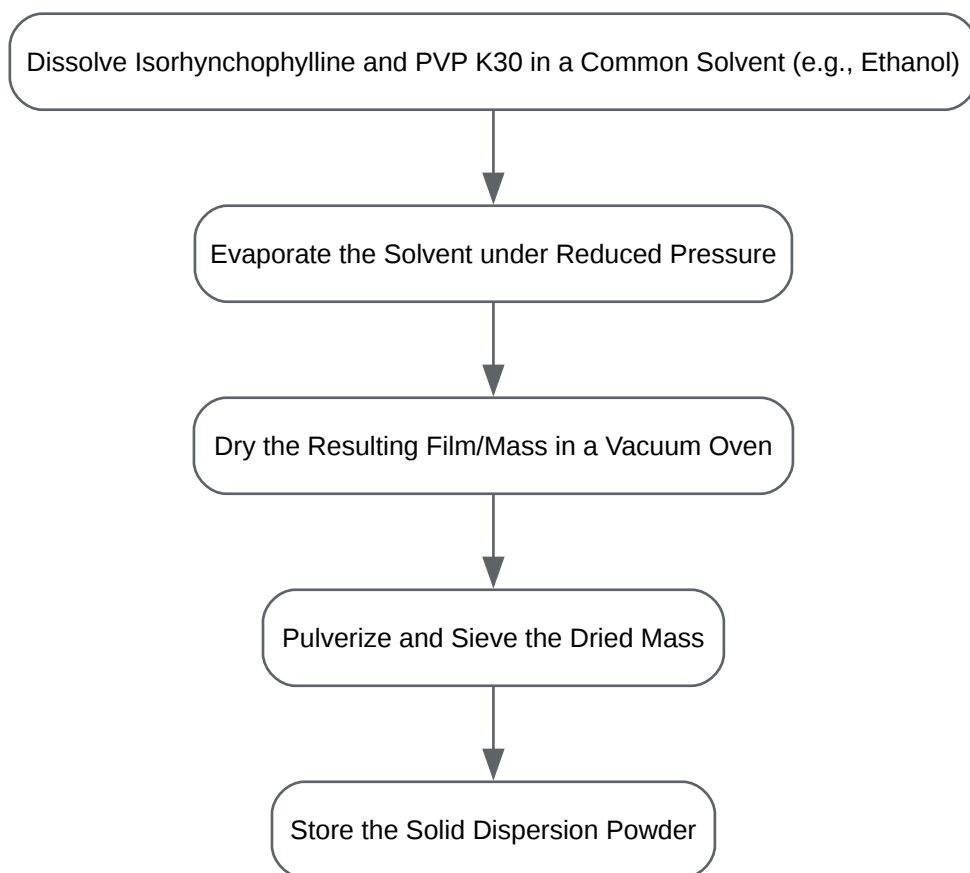 Dissolve Isorhynchophylline and PVP K30 in a Common Solvent (e.g., Ethanol)
Evaporate the Solvent under Reduced Pressure
Dry the Resulting Film/Mass in a Vacuum Oven
Pulverize and Sieve the Dried Mass
Store the Solid Dispersion Powder